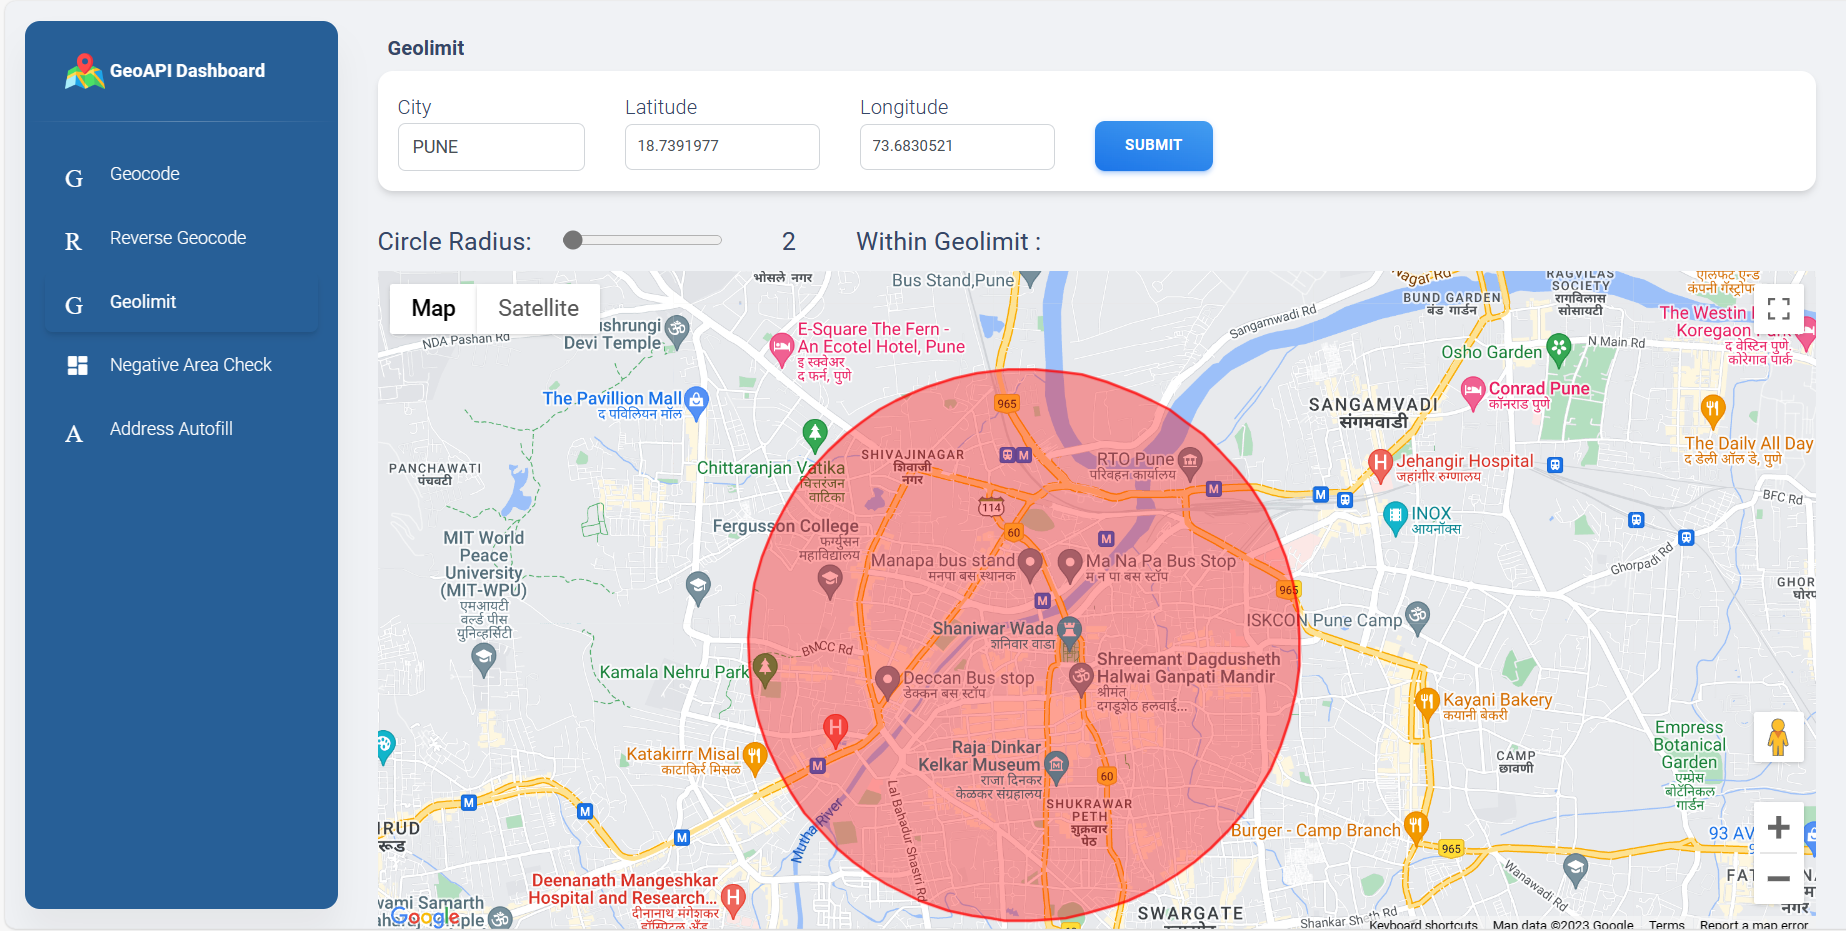 GeoAPI Dashboard
G Geocode
R Reverse Geocode
G Geolimit
Negative Area Check
A Address Autofill
Geolimit
City
Latitude
Longitude
PUNE
18.7391977
73.6830521
SUBMIT
Circle Radius:
2
Within Geolimit :
Map
Satellite
भोसले नगर
Bus Stand,Pune
Nagar Rd
BUND GARDEN
बंड गार्डन
RAGVILAS
SOCIETY
रागविलास
सोसायटी
कंपनी
NDA Pashan Rd
ishrungi
Devi Temple
E-Square The Fern -
An Ecotel Hotel, Pune
इ स्क्वेअर
द फर्न, पुणे
Sangamwadi Rd
The Westin
Koregaon Park
द वेस्टिन पुणे,
कोरेगाव पार्क
N Main Rd
Osho Garden
Conrad Pune
कॉनराड पुणे
The Pavillion Mall
द पविलियन मॉल
SANGAMVADI
संगमवाडी
The Daily All Day
द डेली ऑल डे, पुणे
965
Chittaranjan Vatika
चित्तरंजन
वाटिका
SHIVAJINAGAR
शिवाजी
नगर
M
RTO Pune
परिवहन कार्यालय
H
Jehangir Hospital
जहांगीर रुग्णालय
PANCHAWATI
पंचवटी
M
M
BFC Rd
114
INOX
आयनॉक्स
Fergusson College
फर्ग्युसन
महाविद्यालय
60
M
MIT World
Peace
University
(MIT-WPU)
एमआयटी
वर्ल्ड पीस
युनिव्हर्सिटी
Manapa bus stand
मनपा बस स्थानक
Ma Na Pa Bus Stop
म न पा बस स्टॉप
Ghorpadi Rd
GHOR
965
M
Shaniwar Wada
शनिवार वाडा
ISKCON Pune Camp
BMCC Rd
Kamala Nehru Park
Shreemant Dagdusheth
Halwai Ganpati Mandir
श्रीमंत
दगडूशेठ हलवाई...
Deccan Bus stop
डेक्कन बस स्टॉप
Kayani Bakery
कयानी बेकरी
H
Katakirrr Misal
काटाकिर्र मिसळ
M
Raja Dinkar
Kelkar Museum
राजा दिनकर
केळकर संग्रहालय
60
CAMP
छावणी
Empress
Botanical
Garden
एम्प्रेस
बोटॅनिकल
गार्डन
M
M
M
IRUD
रूड
Mutha River
Lal Bahadur Shastri Rd
SHUKRAWAR
PETH
शुक्रवार
पेठ
Burger - Camp Branch
965
93 AV
Wanawadi Rd
Deenanath Mangeshkar
Hospital and Research...
दीनानाथ मंगेशकर
H
wami Samarth
Google
SWARGATE
Shankar Sheth Rd
नगर
Keyboard shortcuts
Map data ©2023 Google
Terms
Report a map error